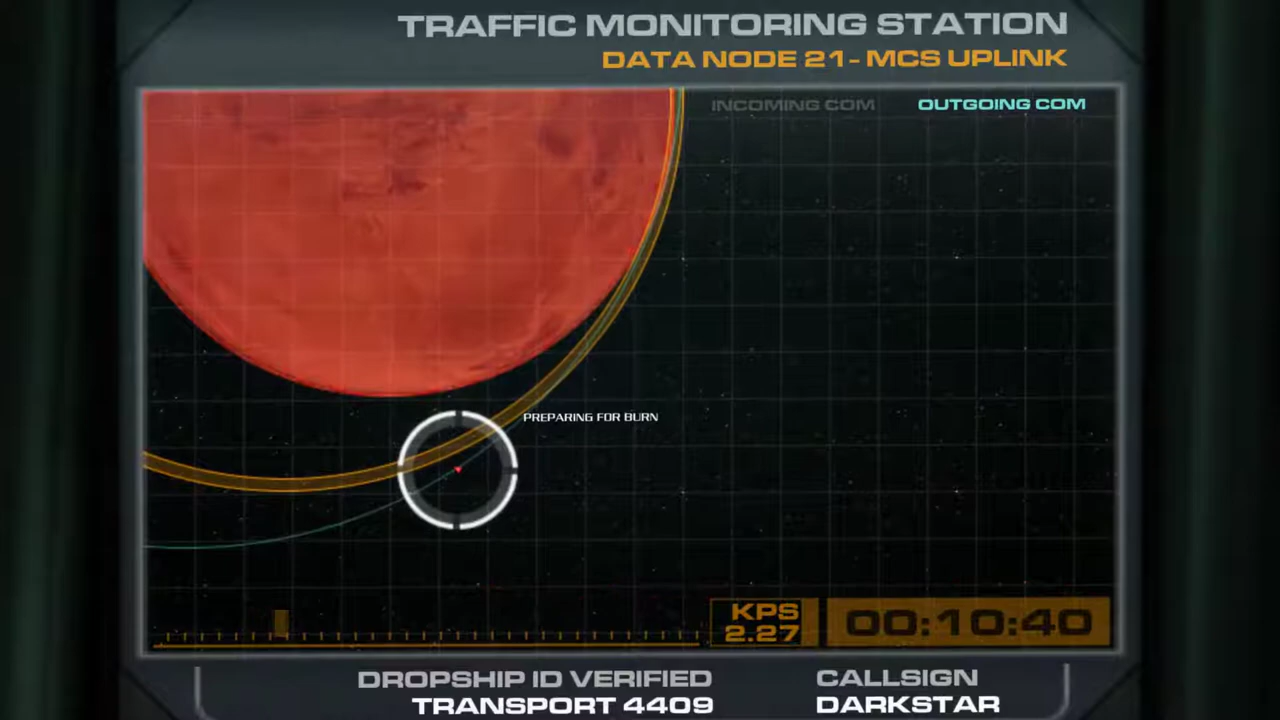 TRAFFIC MONITORING STATION
DATA NODE 21 - MCS UPLINK
INCOMING COM OUTGOING COM
PREPARING FOR BURN
KPS
2.27
00:10:40
DROPSHIP ID VERIFIED CALLSIGN
TRANSPORT 4409 DARKSTAR